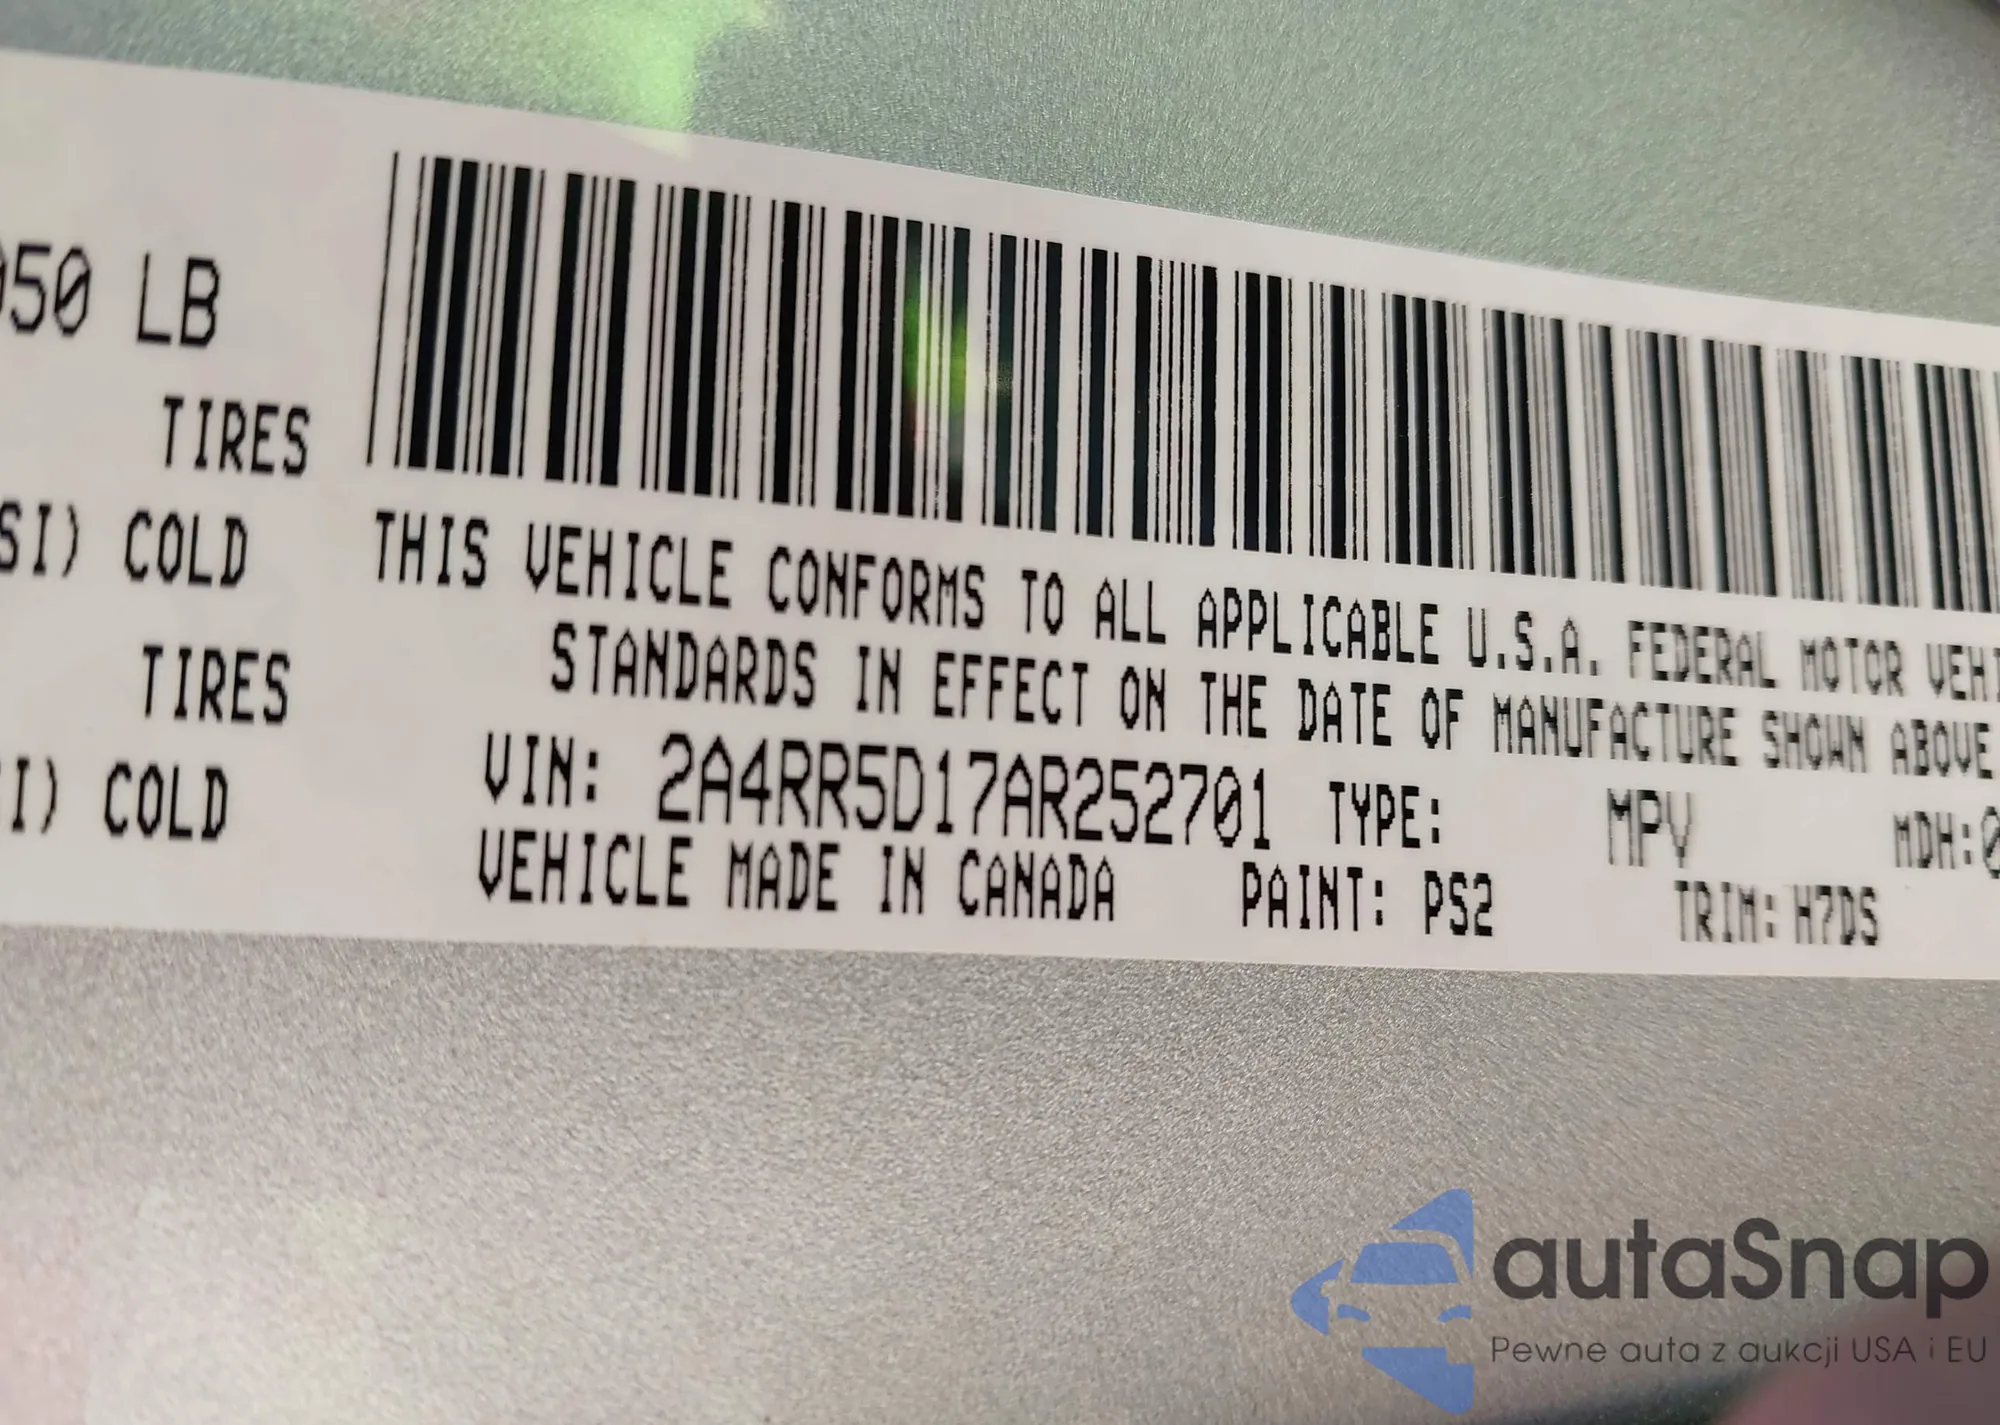 50 LB
TIRES
SI) COLD
TIRES
I) COLD
THIS VEHICLE CONFORMS TO ALL APPLICABLE U.S.A. FEDERAL MOTOR VEHI
STANDARDS IN EFFECT ON THE DATE OF MANUFACTURE SHOWN ABOVE
VIN: 2A4RR5D17AR252701 TYPE: MPV MDH:0
VEHICLE MADE IN CANADA PAINT: PS2 TRIM: H7DS
autaSnap
Pewne auta z aukcji USA i EU